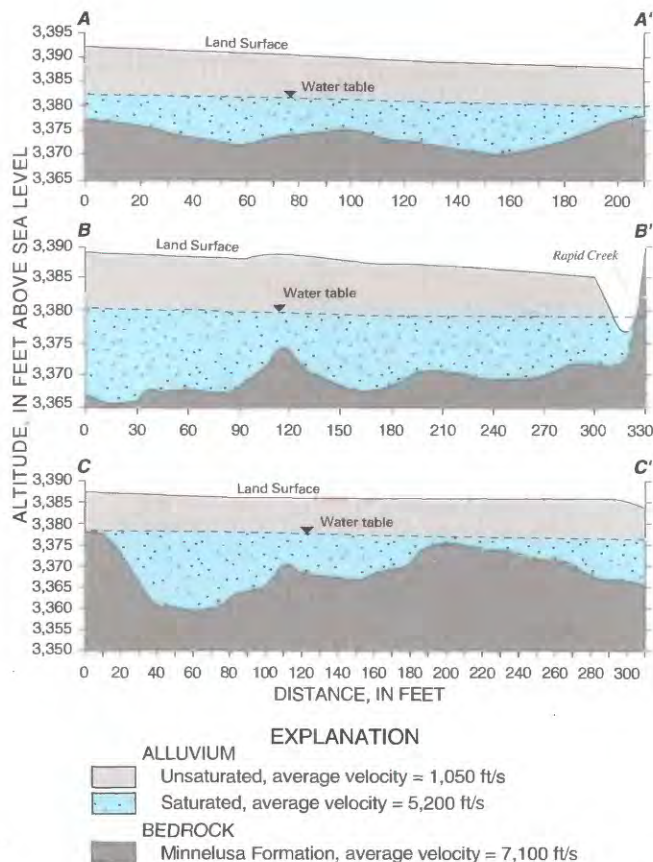 A A'
3,395
3,390
3,385
3,380
3,375
3,370
3,365
Land Surface
Water table
0 20 40 60 80 100 120 140 160 180 200
B B'
3,390
3,385
3,380
3,375
3,370
3,365
Land Surface
Rapid Creek
Water table
0 30 60 90 120 150 180 210 240 270 300 330
C C'
3,390
3,385
3,380
3,375
3,370
3,365
3,360
3,355
3,350
Land Surface
Water table
0 20 40 60 80 100 120 140 160 180 200 220 240 260 280 300
ALTITUDE, IN FEET ABOVE SEA LEVEL
DISTANCE, IN FEET
EXPLANATION
ALLUVIUM
Unsaturated, average velocity = 1,050 ft/s
Saturated, average velocity = 5,200 ft/s
BEDROCK
Minnelusa Formation, average velocity = 7,100 ft/s